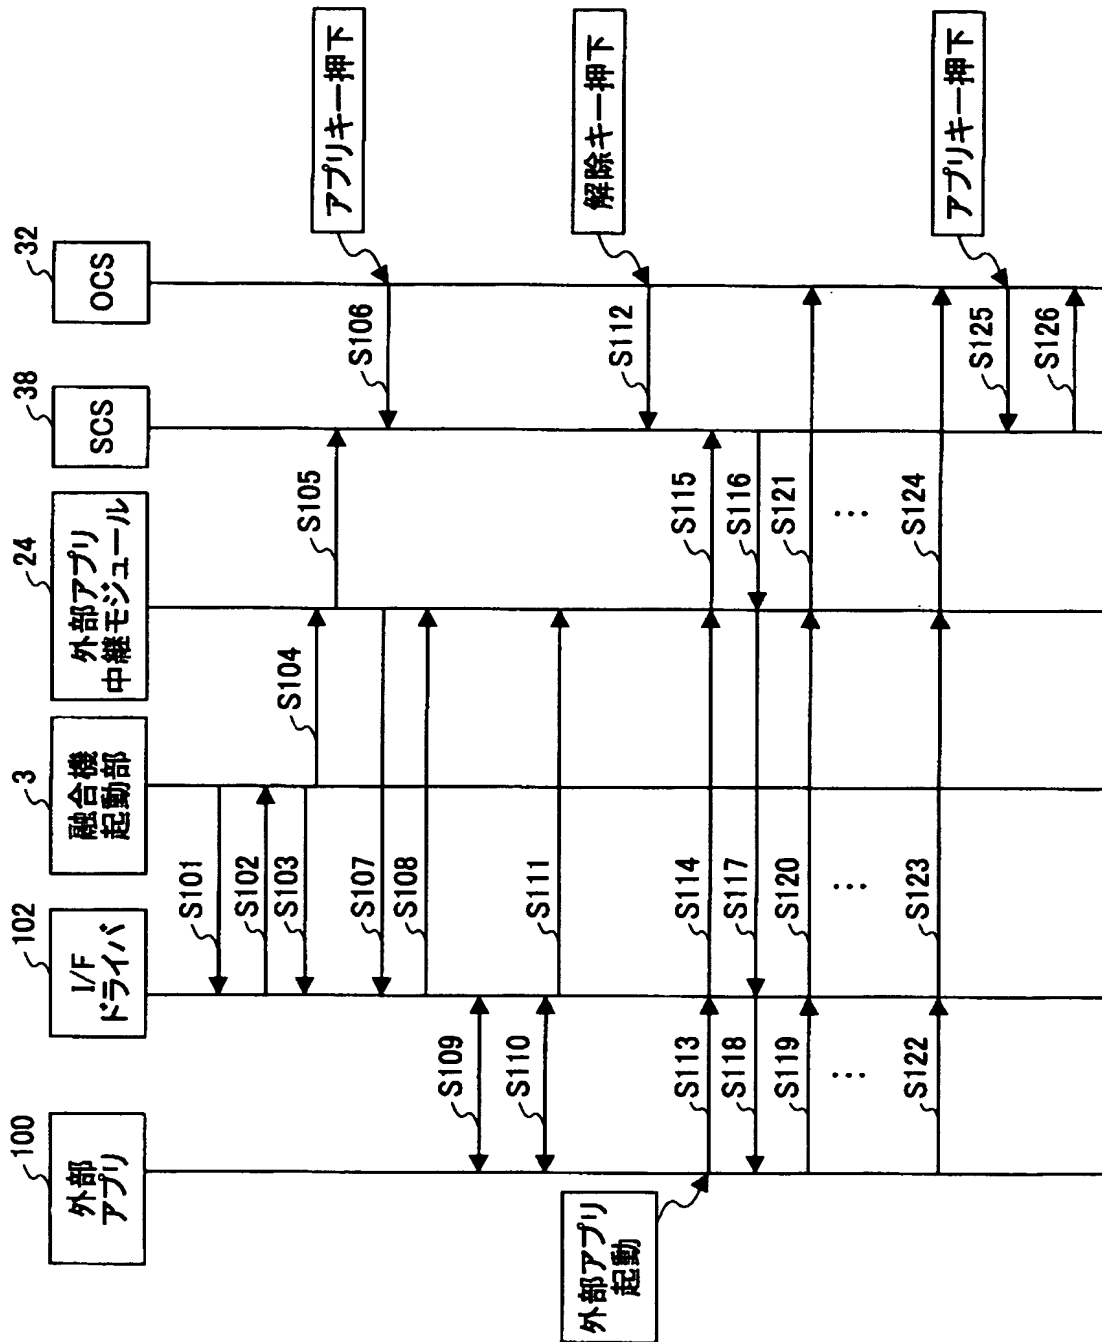 100
外部
アプリ
102
I/F
ドライバ
3
融合機
起動部
24
外部アプリ
中継モジュール
38
SCS
32
OCS
S101
S102
S103
S104
S105
アプリキー押下
S106
S107
S108
S109
S110
S111
解除キー押下
S112
外部アプリ
起動
S113
S114
S115
S116
S117
S118
S119
S120
S121
⋮
⋮
⋮
S122
S123
S124
アプリキー押下
S125
S126